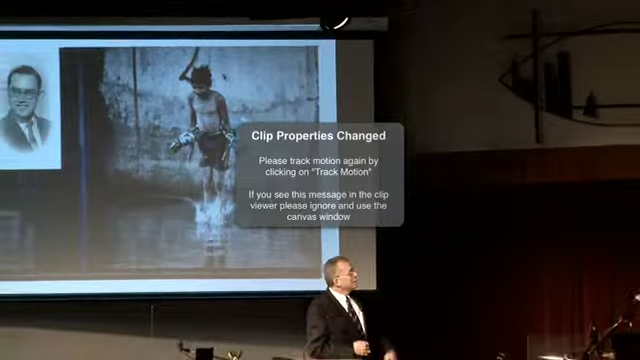 Clip Properties Changed
Please track motion again by
clicking on "Track Motion"
If you see this message in the clip
viewer please ignore and use the
canvas window